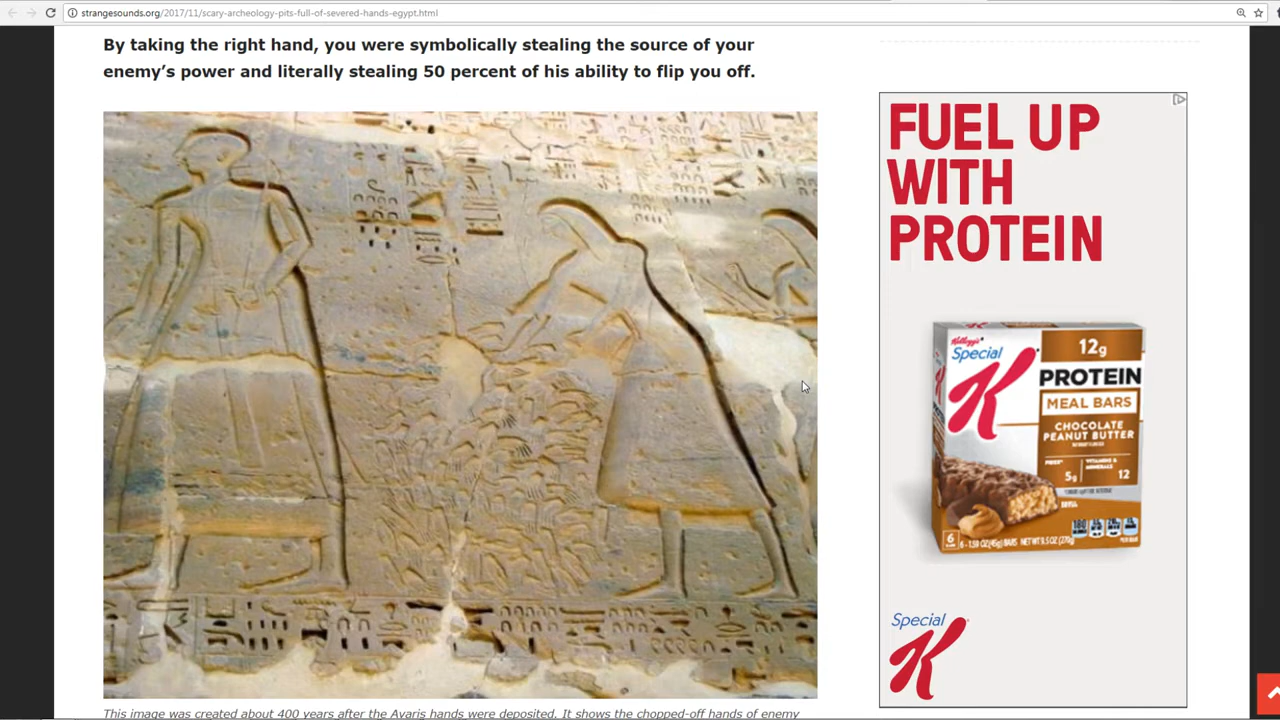 strangesounds.org/2017/11/scary-archeology-pits-full-of-severed-hands-egypt.html
By taking the right hand, you were symbolically stealing the source of your
enemy’s power and literally stealing 50 percent of his ability to flip you off.
This image was created about 400 years after the Avaris hands were deposited. It shows the chopped-off hands of enemy
FUEL UP
WITH
PROTEIN
Kellogg's
Special
K
12g
PROTEIN
MEAL BARS
CHOCOLATE
PEANUT BUTTER
5g
12
6
Special
K